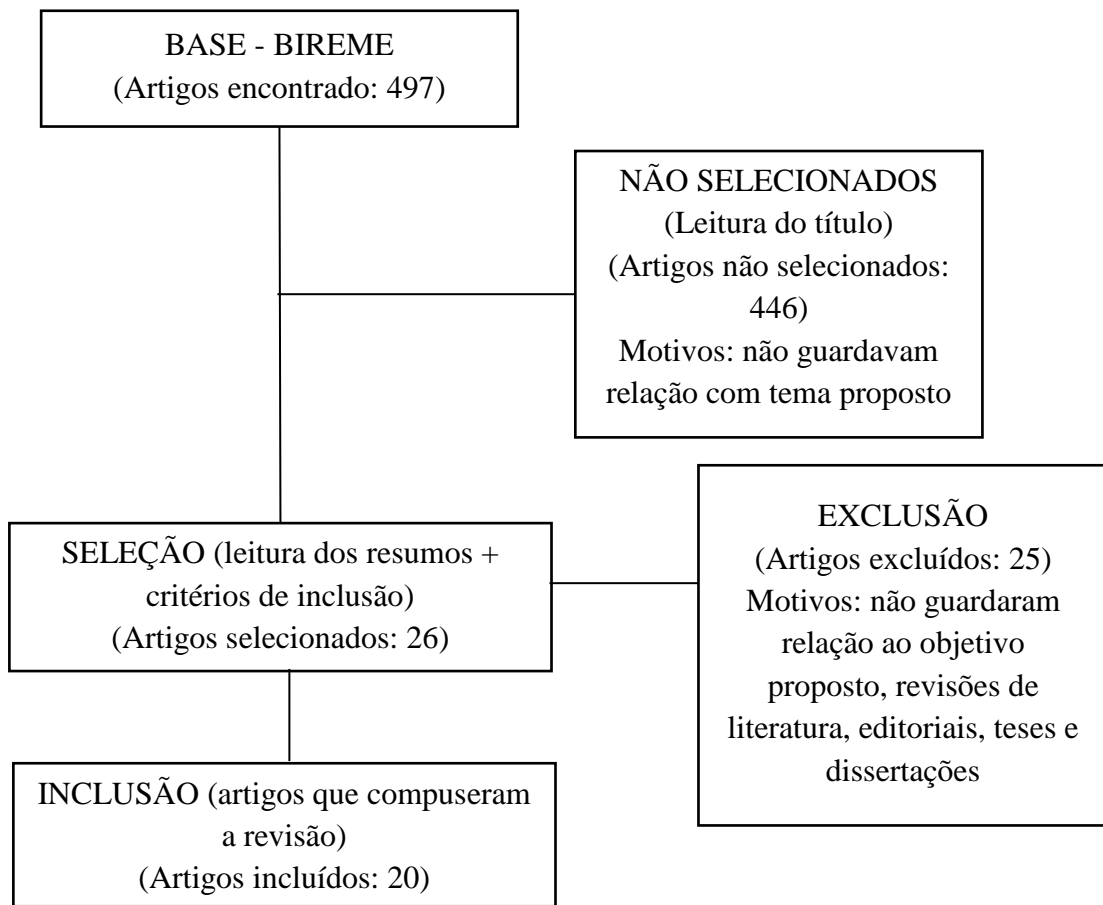 BASE - BIREME
(Artigos encontrado: 497)
NÃO SELECIONADOS
(Leitura do título)
(Artigos não selecionados:
446)
Motivos: não guardavam
relação com tema proposto
SELEÇÃO (leitura dos resumos +
critérios de inclusão)
(Artigos selecionados: 26)
EXCLUSÃO
(Artigos excluídos: 25)
Motivos: não guardaram
relação ao objetivo
proposto, revisões de
literatura, editoriais, teses e
dissertações
INCLUSÃO (artigos que compuseram
a revisão)
(Artigos incluídos: 20)